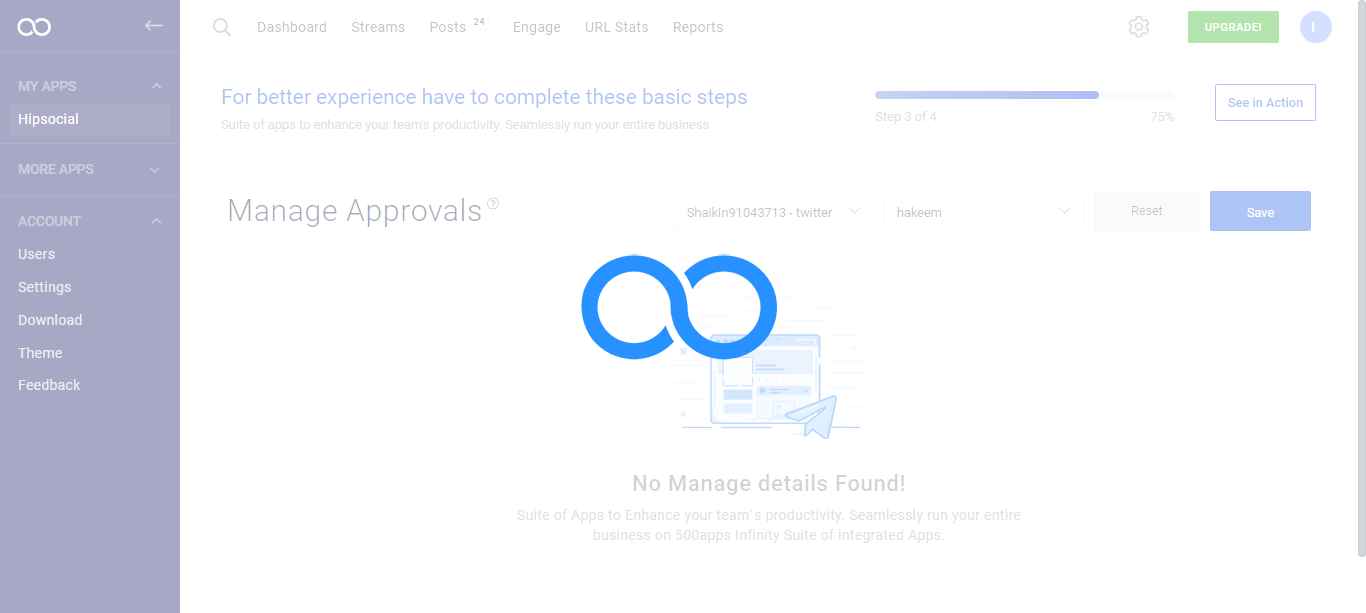 Dashboard
Streams
Posts 24
Engage
URL Stats
Reports
UPGRADE!
I
MY APPS
Hipsocial
MORE APPS
ACCOUNT
Users
Settings
Download
Theme
Feedback
For better experience have to complete these basic steps
Suite of apps to enhance your team's productivity. Seamlessly run your entire business
Step 3 of 4
75%
See in Action
Manage Approvals ?
ShaikIn91043713 - twitter
hakeem
Reset
Save
No Manage details Found!
Suite of Apps to Enhance your team's productivity. Seamlessly run your entire
business on 500apps Infinity Suite of integrated Apps.